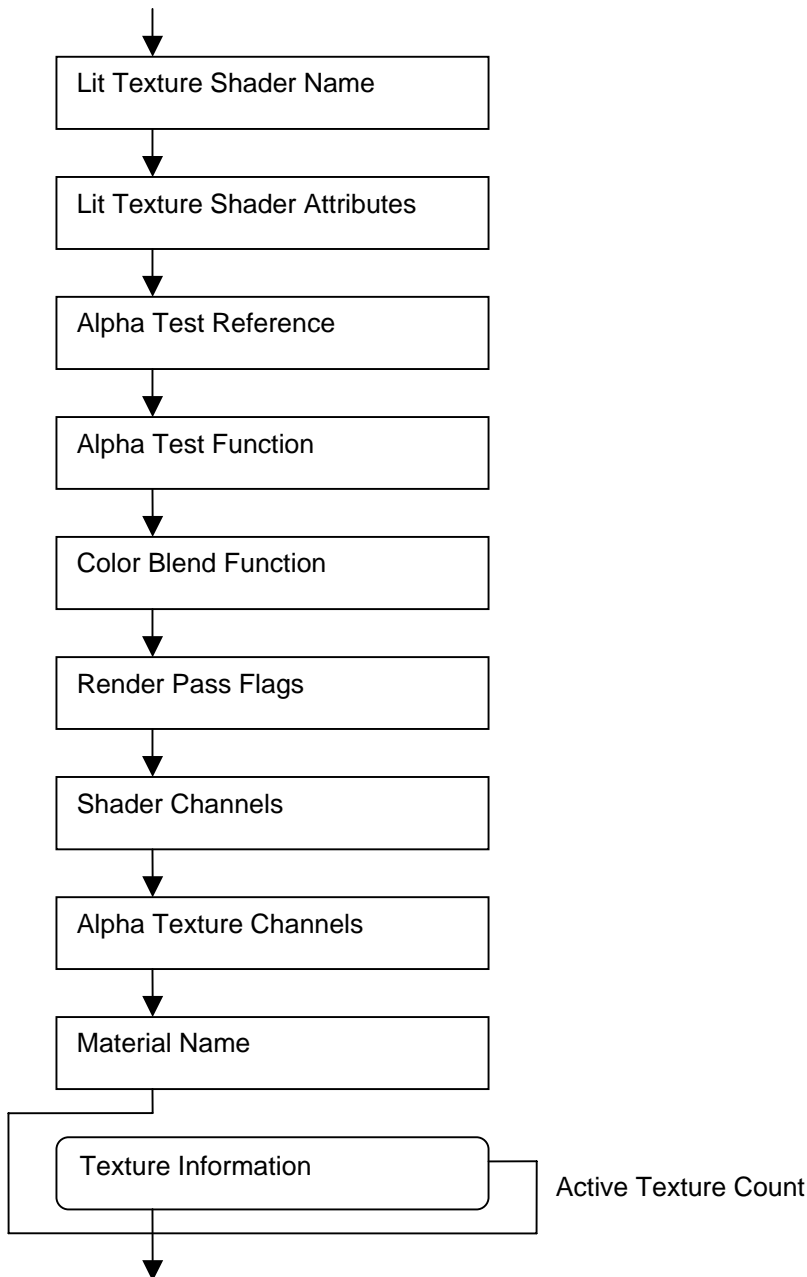 Lit Texture Shader Name
Lit Texture Shader Attributes
Alpha Test Reference
Alpha Test Function
Color Blend Function
Render Pass Flags
Shader Channels
Alpha Texture Channels
Material Name
Texture Information
Active Texture Count